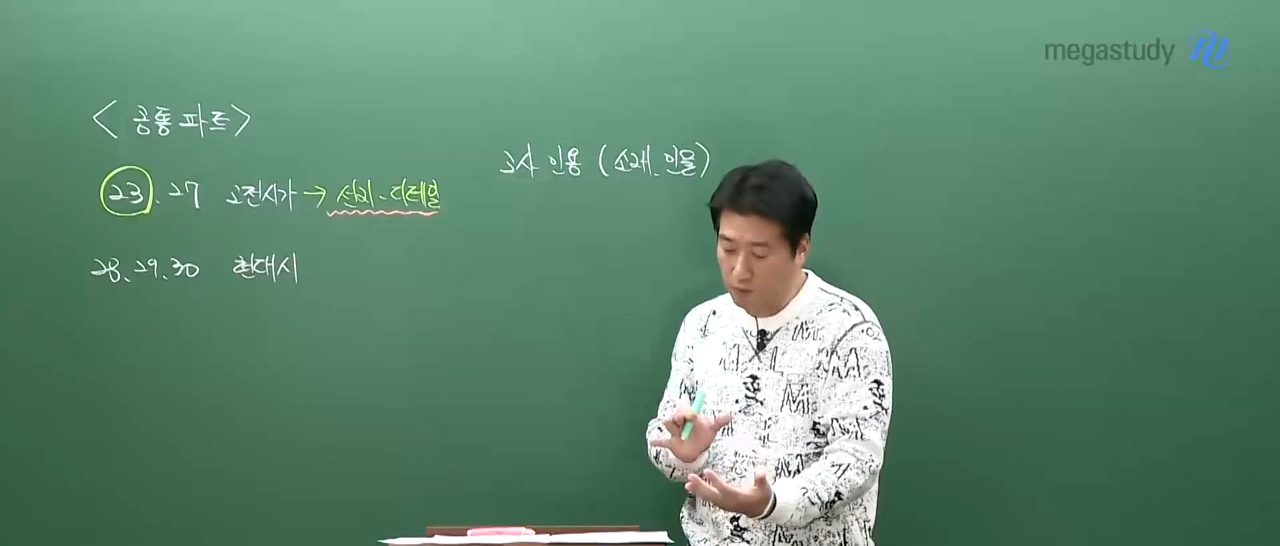 megastudy
< 공통 파트 >
고사 인용 (소재, 인물)
23. 27 고전시가 → 선지. 디테일
28. 29. 30 현대시